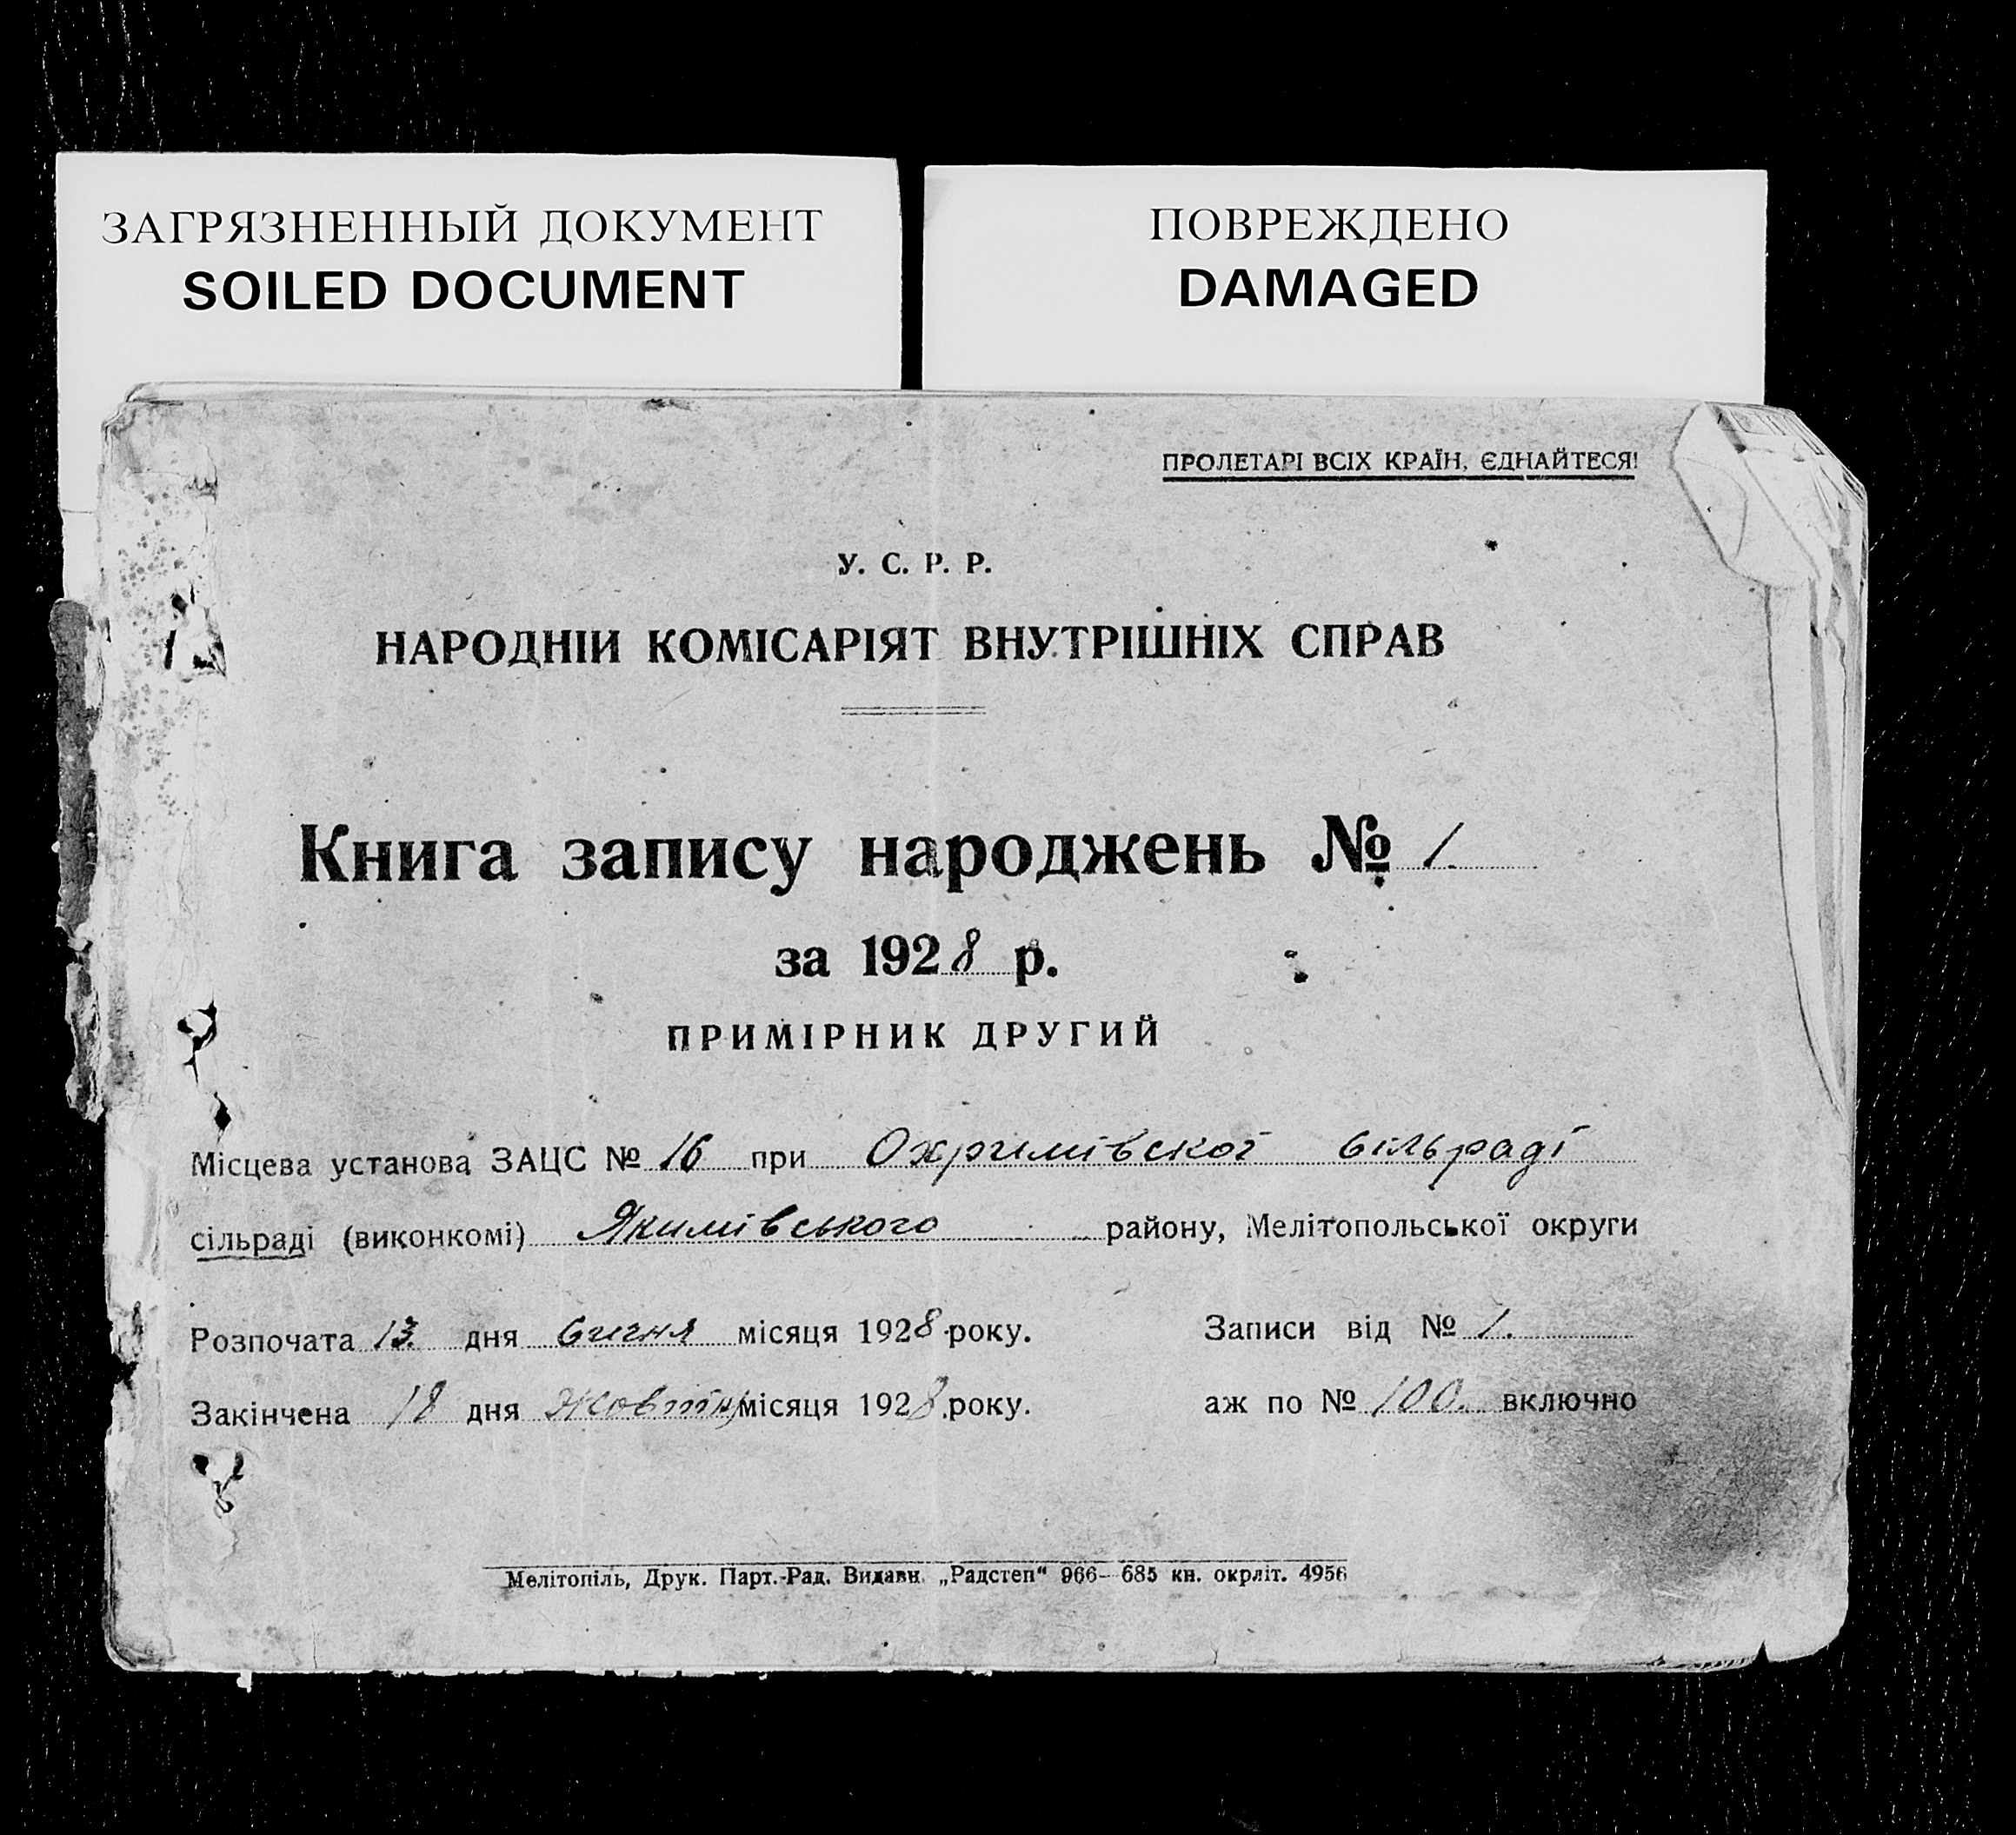 ЗАГРЯЗНЕННЫЙ ДОКУМЕНТ
SOILED DOCUMENT
ПОВРЕЖДЕНО
DAMAGED
ПРОЛЕТАРІ ВСІХ КРАЇН, ЄДНАЙТЕСЯ!
У. С. Р. Р.
НАРОДНІЙ КОМІСАРІЯТ ВНУТРІШНІХ СПРАВ
Книга запису народжень № 1.
за 1928 р.
ПРИМІРНИК ДРУГИЙ
Місцева установа ЗАЦС № 16 при Охримівскої сільраді
сільраді (виконкомі) Якимівського району, Мелітопольської округи
Розпочата 13. дня січня місяця 1928 року.
Записи від № 1.
Закінчена 18 дня Жовтня місяця 1928 року.
аж по № 100. включно
Мелітопіль, Друк. Парт.-Рад. Видавн. „Радстеп“ 966—685 кн. окрліт. 4956